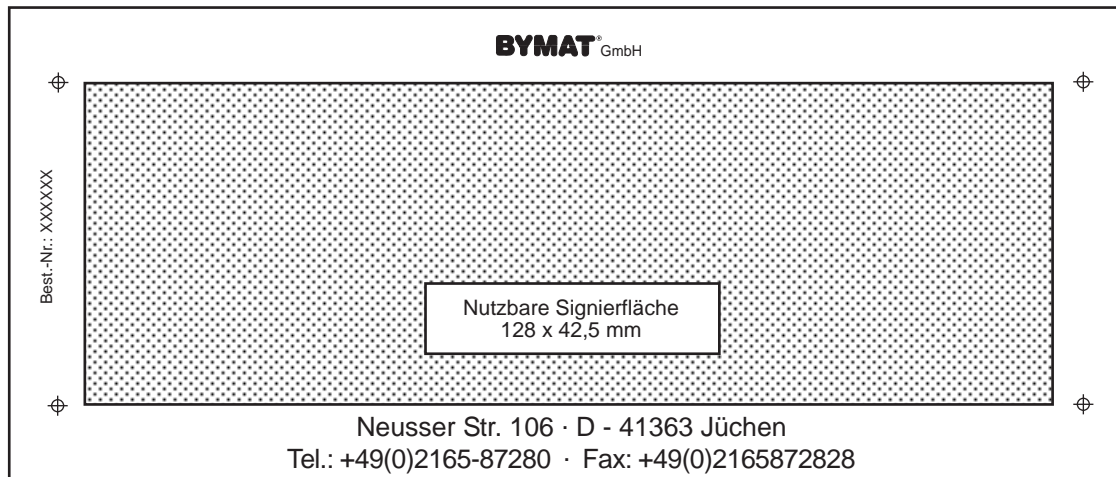 BYMAT® GmbH
Best.-Nr.: XXXXXX
Nutzbare Signierfläche
128 x 42,5 mm
Neusser Str. 106 · D - 41363 Jüchen
Tel.: +49(0)2165-87280 · Fax: +49(0)2165872828